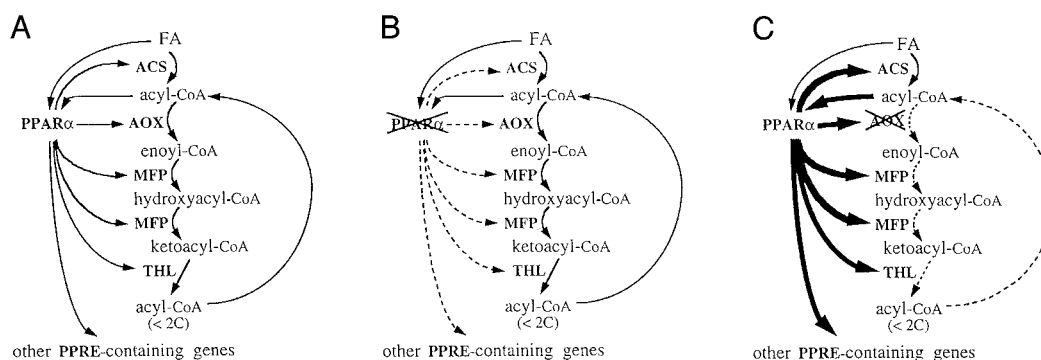 A
FA
ACS
acyl-CoA
PPARα
AOX
enoyl-CoA
MFP
hydroxyacyl-CoA
MFP
ketoacyl-CoA
THL
acyl-CoA
(< 2C)
other PPRE-containing genes
B
FA
ACS
acyl-CoA
PPARα
AOX
enoyl-CoA
MFP
hydroxyacyl-CoA
MFP
ketoacyl-CoA
THL
acyl-CoA
(< 2C)
other PPRE-containing genes
C
FA
ACS
acyl-CoA
PPARα
AOX
enoyl-CoA
MFP
hydroxyacyl-CoA
MFP
ketoacyl-CoA
THL
acyl-CoA
(< 2C)
other PPRE-containing genes